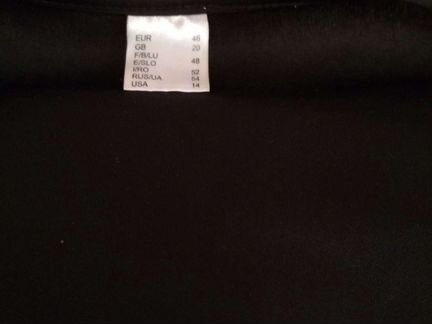 EUR 46
GB 20
F/B/LU
E/SLO 48
I/RO 52
RUS/UA 54
USA 14